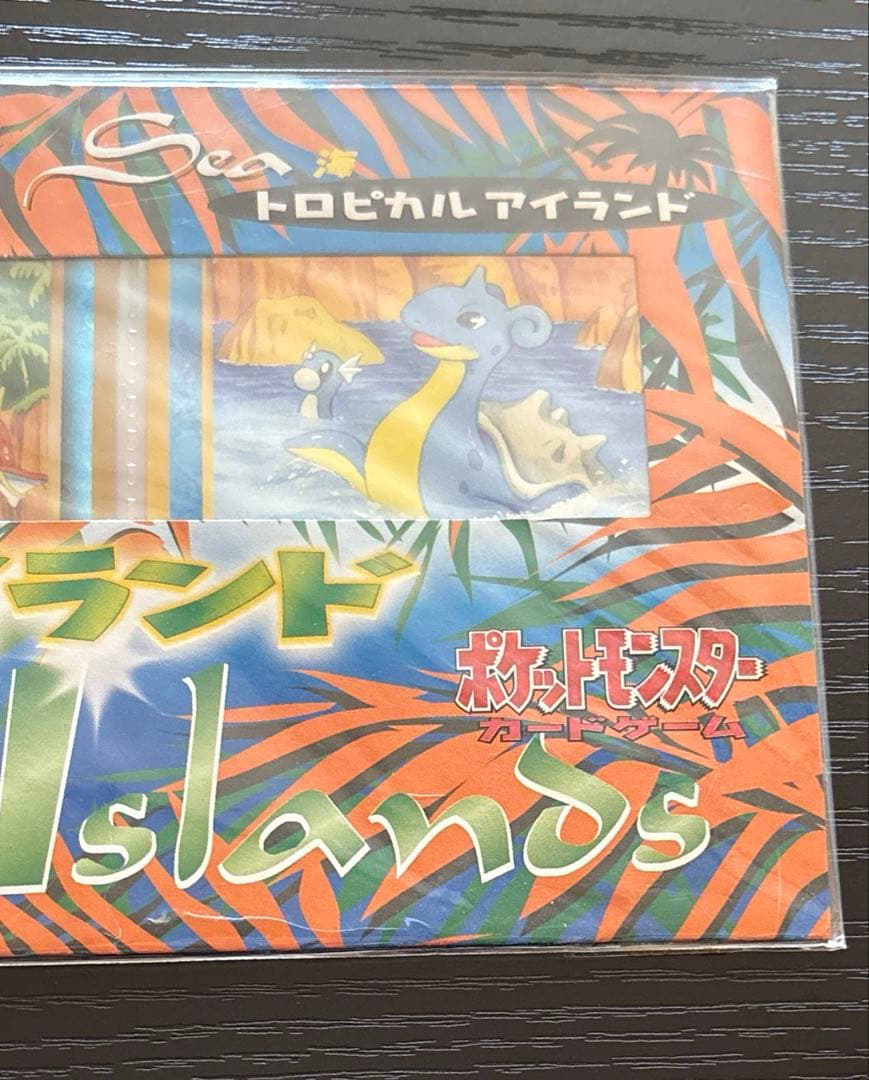 Sea 海
トロピカル アイランド
ランド
ポケットモンスター
カードゲーム
l Islands